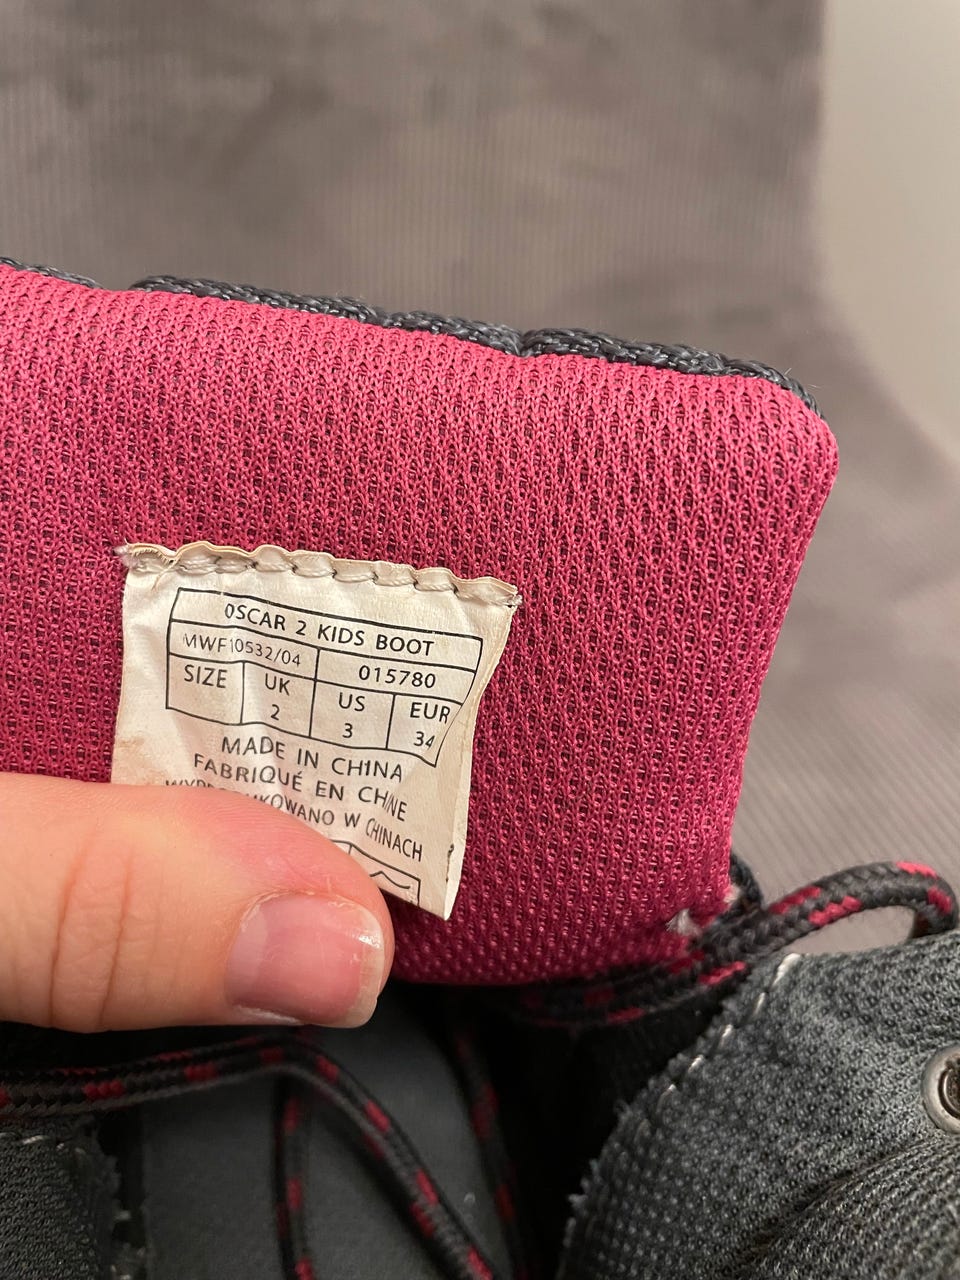 OSCAR 2 KIDS BOOT
MWF10532/04 015780
SIZE UK US EUR
2 3 34
MADE IN CHINA
FABRIQUÉ EN CHINE
W CHINACH